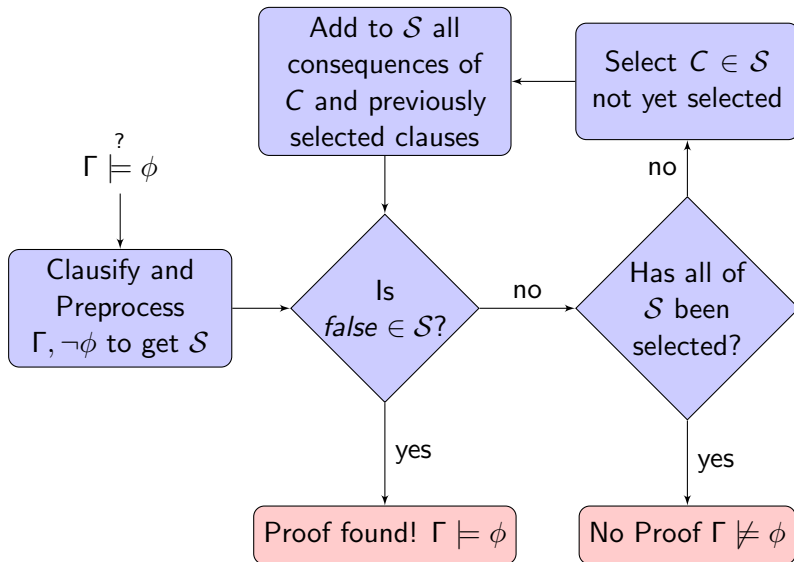 Add to 𝒮 all
consequences of
C and previously
selected clauses
Select C ∈ 𝒮
not yet selected
no
?
Γ ⊨ ϕ
Clausify and
Preprocess
Γ, ¬ϕ to get 𝒮
Is
false ∈ 𝒮?
no
Has all of
𝒮 been
selected?
yes
yes
Proof found! Γ ⊨ ϕ
No Proof Γ ⊭ ϕ